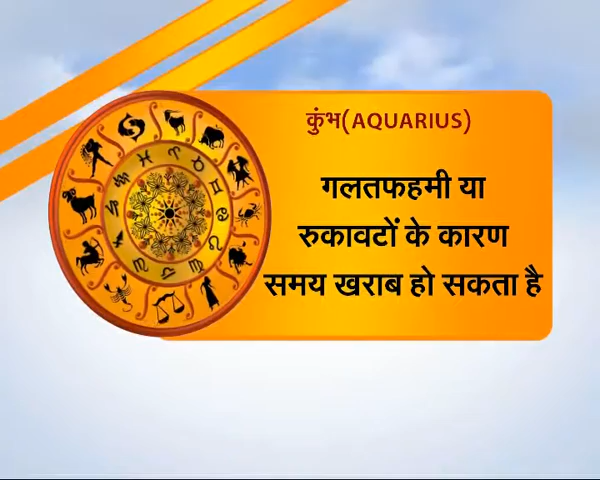 कुंभ(AQUARIUS)
गलतफहमी या
रुकावटों के कारण
समय खराब हो सकता है